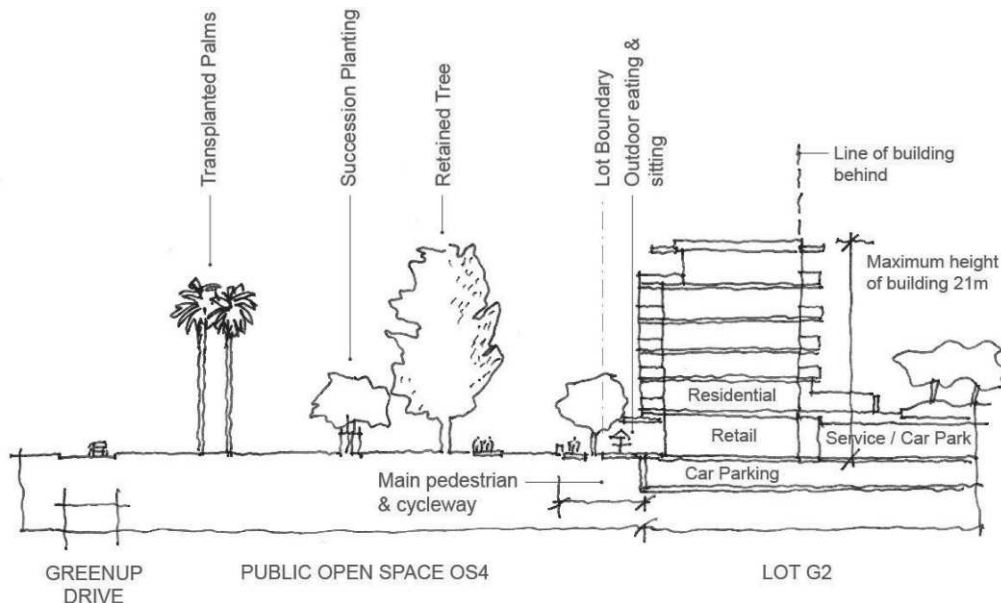 Transplanted Palms
Succession Planting
Retained Tree
Lot Boundary
Outdoor eating &
sitting
Line of building
behind
Maximum height
of building 21m
Residential
Retail
Service / Car Park
Car Parking
Main pedestrian
& cycleway
GREENUP
DRIVE
PUBLIC OPEN SPACE OS4
LOT G2